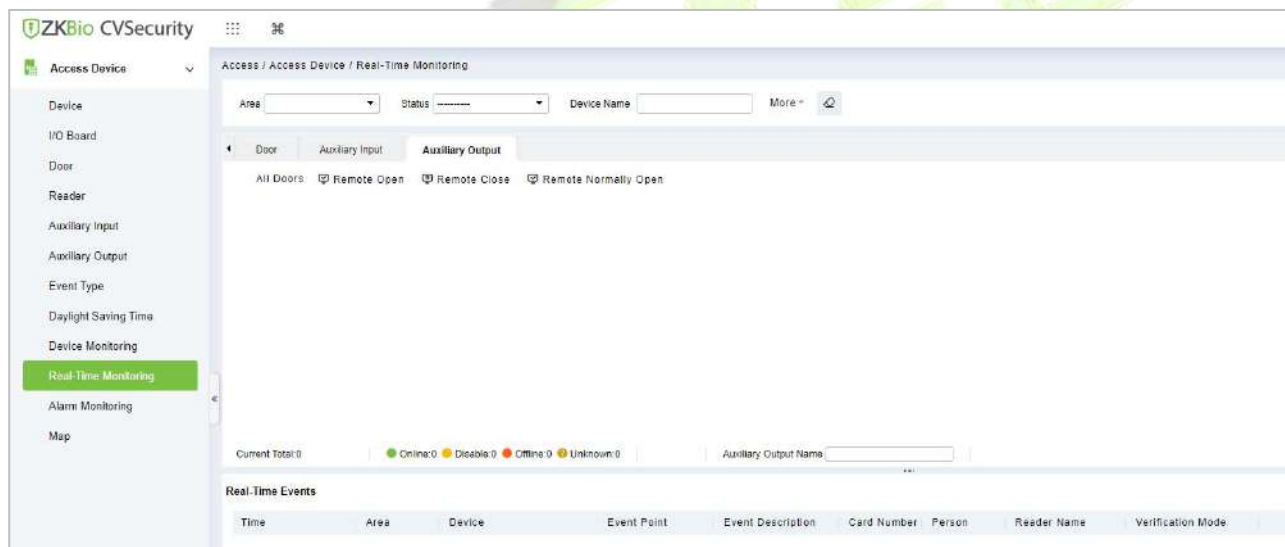 ZKBio CVSecurity
Access Device
Device
I/O Board
Door
Reader
Auxiliary Input
Auxiliary Output
Event Type
Daylight Saving Time
Device Monitoring
Real-Time Monitoring
Alarm Monitoring
Map
Access / Access Device / Real-Time Monitoring
Area Status ---------- Device Name More
Door Auxiliary Input Auxiliary Output
All Doors Remote Open Remote Close Remote Normally Open
Current Total:0 Online:0 Disable:0 Offline:0 Unknown:0 Auxiliary Output Name
Real-Time Events
Time Area Device Event Point Event Description Card Number Person Reader Name Verification Mode